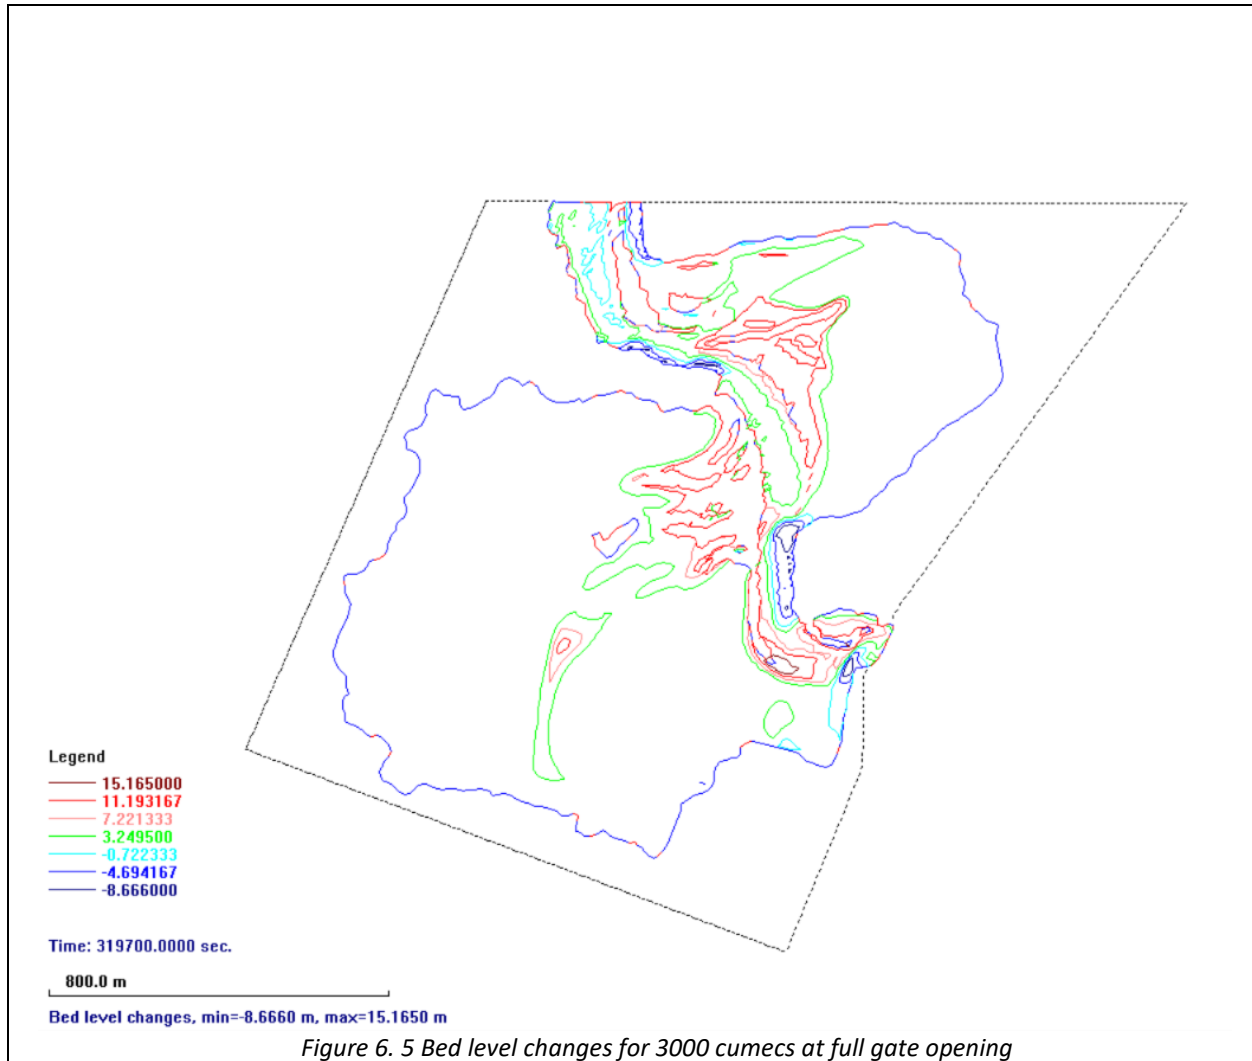 Legend
15.165000
11.193167
7.221333
3.249500
-0.722333
-4.694167
-8.666000
Time: 319700.0000 sec.
800.0 m
Bed level changes, min=-8.6660 m, max=15.1650 m
Figure 6. 5 Bed level changes for 3000 cumecs at full gate opening